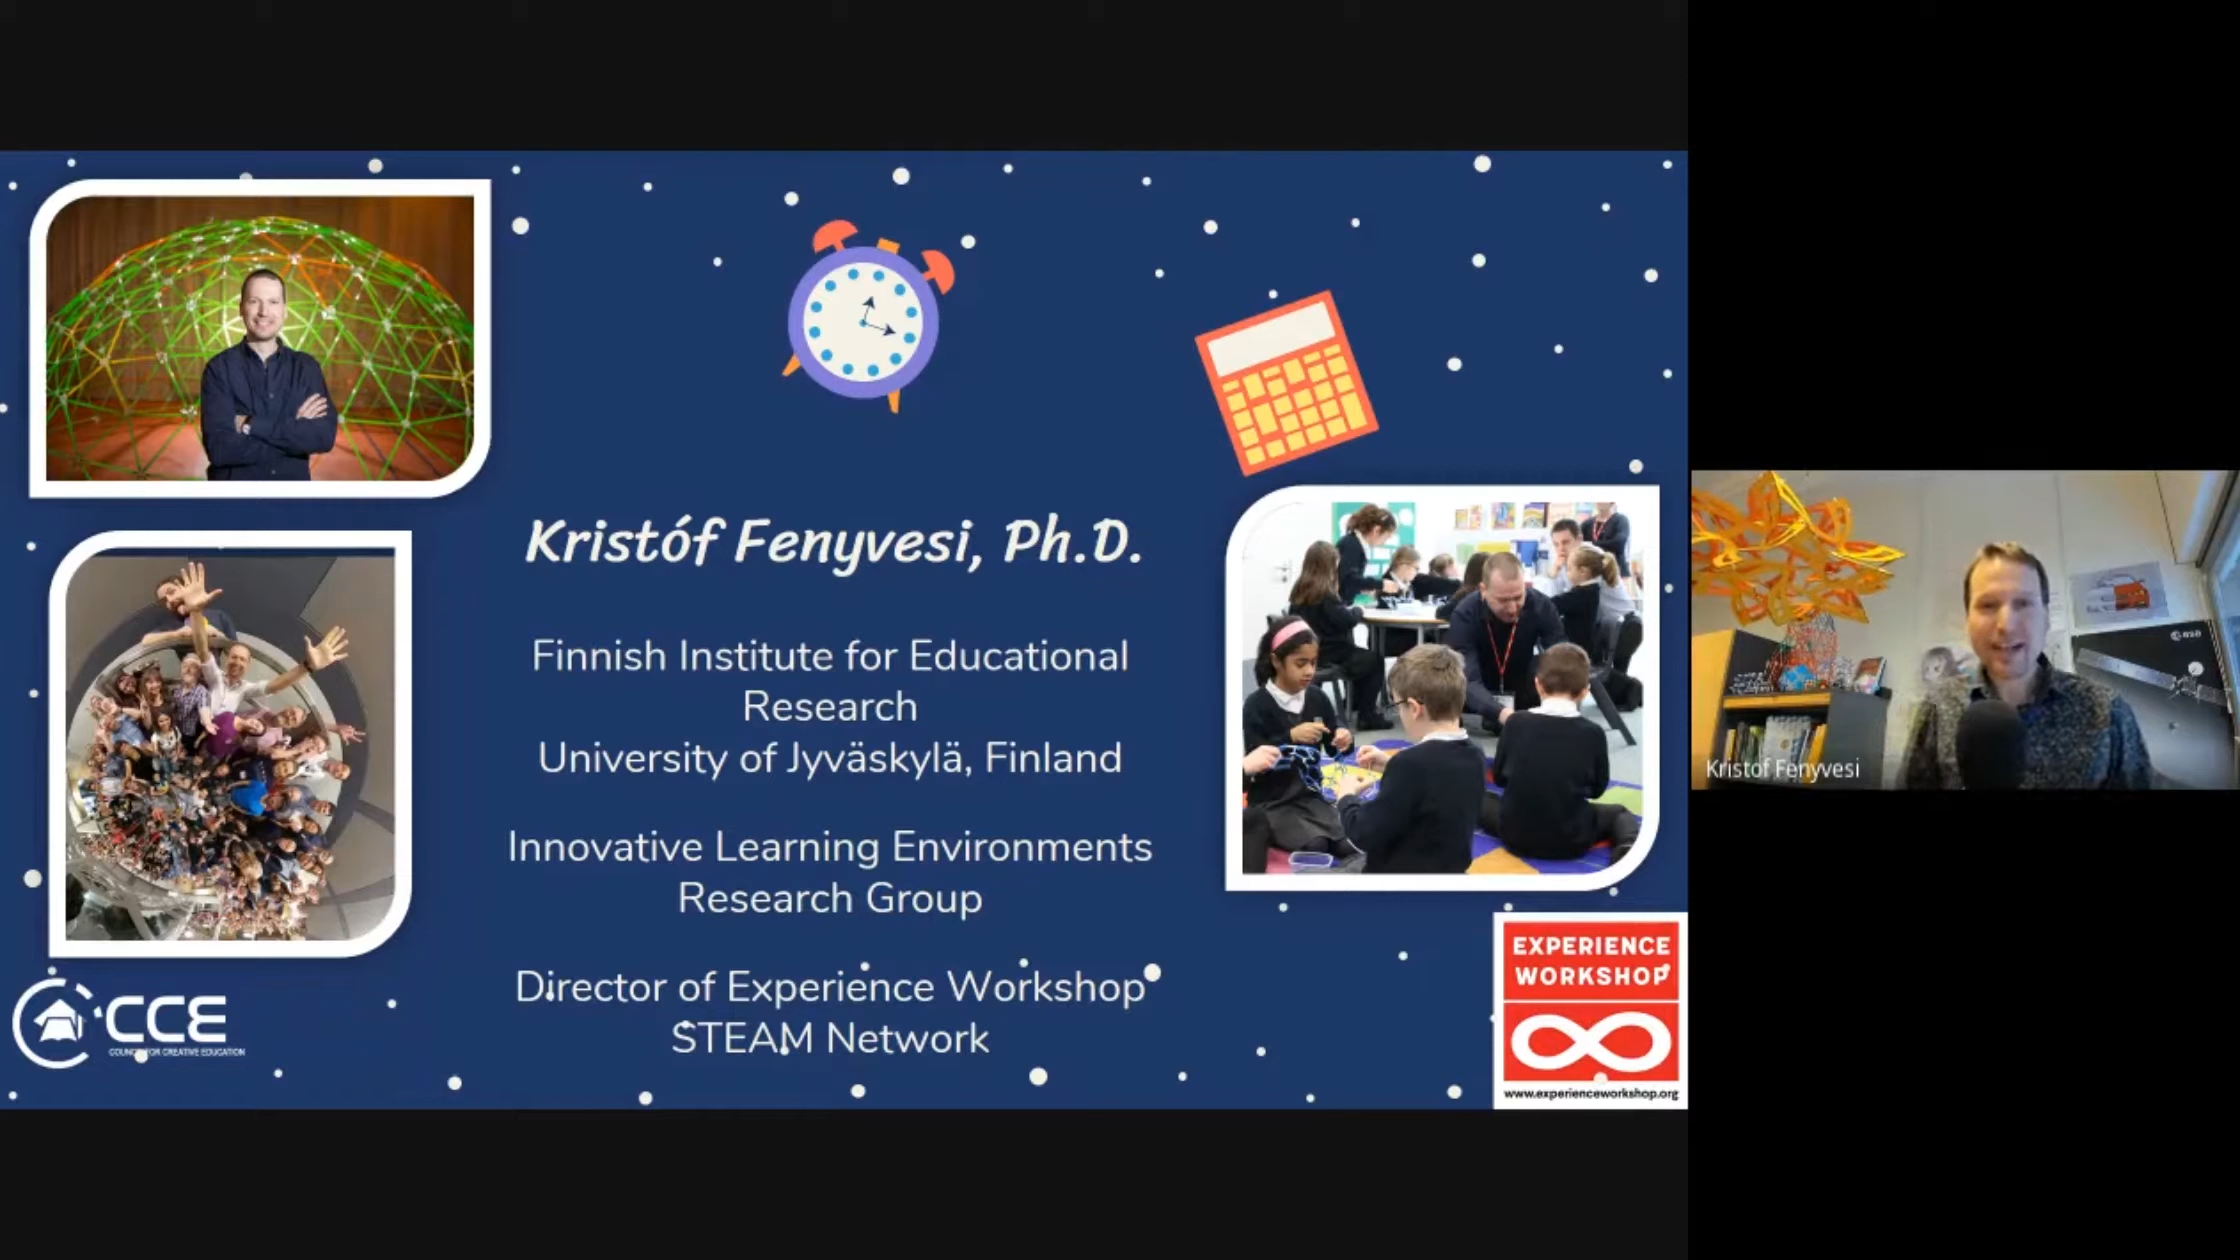 Kristóf Fenyvesi, Ph.D.
Finnish Institute for Educational
Research
University of Jyväskylä, Finland
Innovative Learning Environments
Research Group
Director of Experience Workshop
STEAM Network
CCE
COUNCIL FOR CREATIVE EDUCATION
EXPERIENCE
WORKSHOP
www.experienceworkshop.org
esa
Kristof Fenyvesi